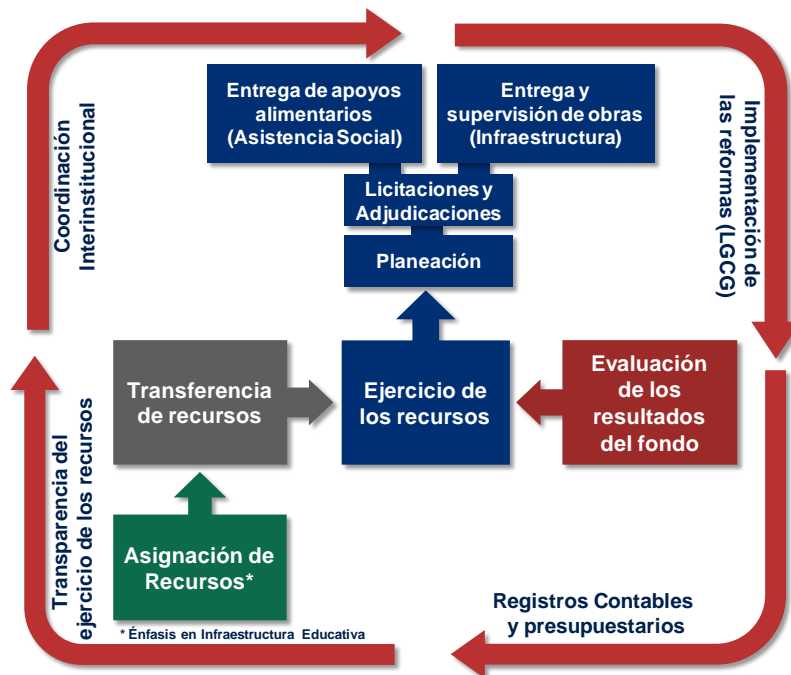 Entrega de apoyos
alimentarios
(Asistencia Social)
Entrega y
supervisión de obras
(Infraestructura)
Licitaciones y
Adjudicaciones
Planeación
Coordinación
Interinstitucional
Implementación de
las reformas (LGCG)
Transferencia
de recursos
Ejercicio de
los recursos
Evaluación
de los
resultados
del fondo
Transparencia del
ejercicio de los recursos
Asignación de
Recursos*
* Énfasis en Infraestructura Educativa
Registros Contables
y presupuestarios